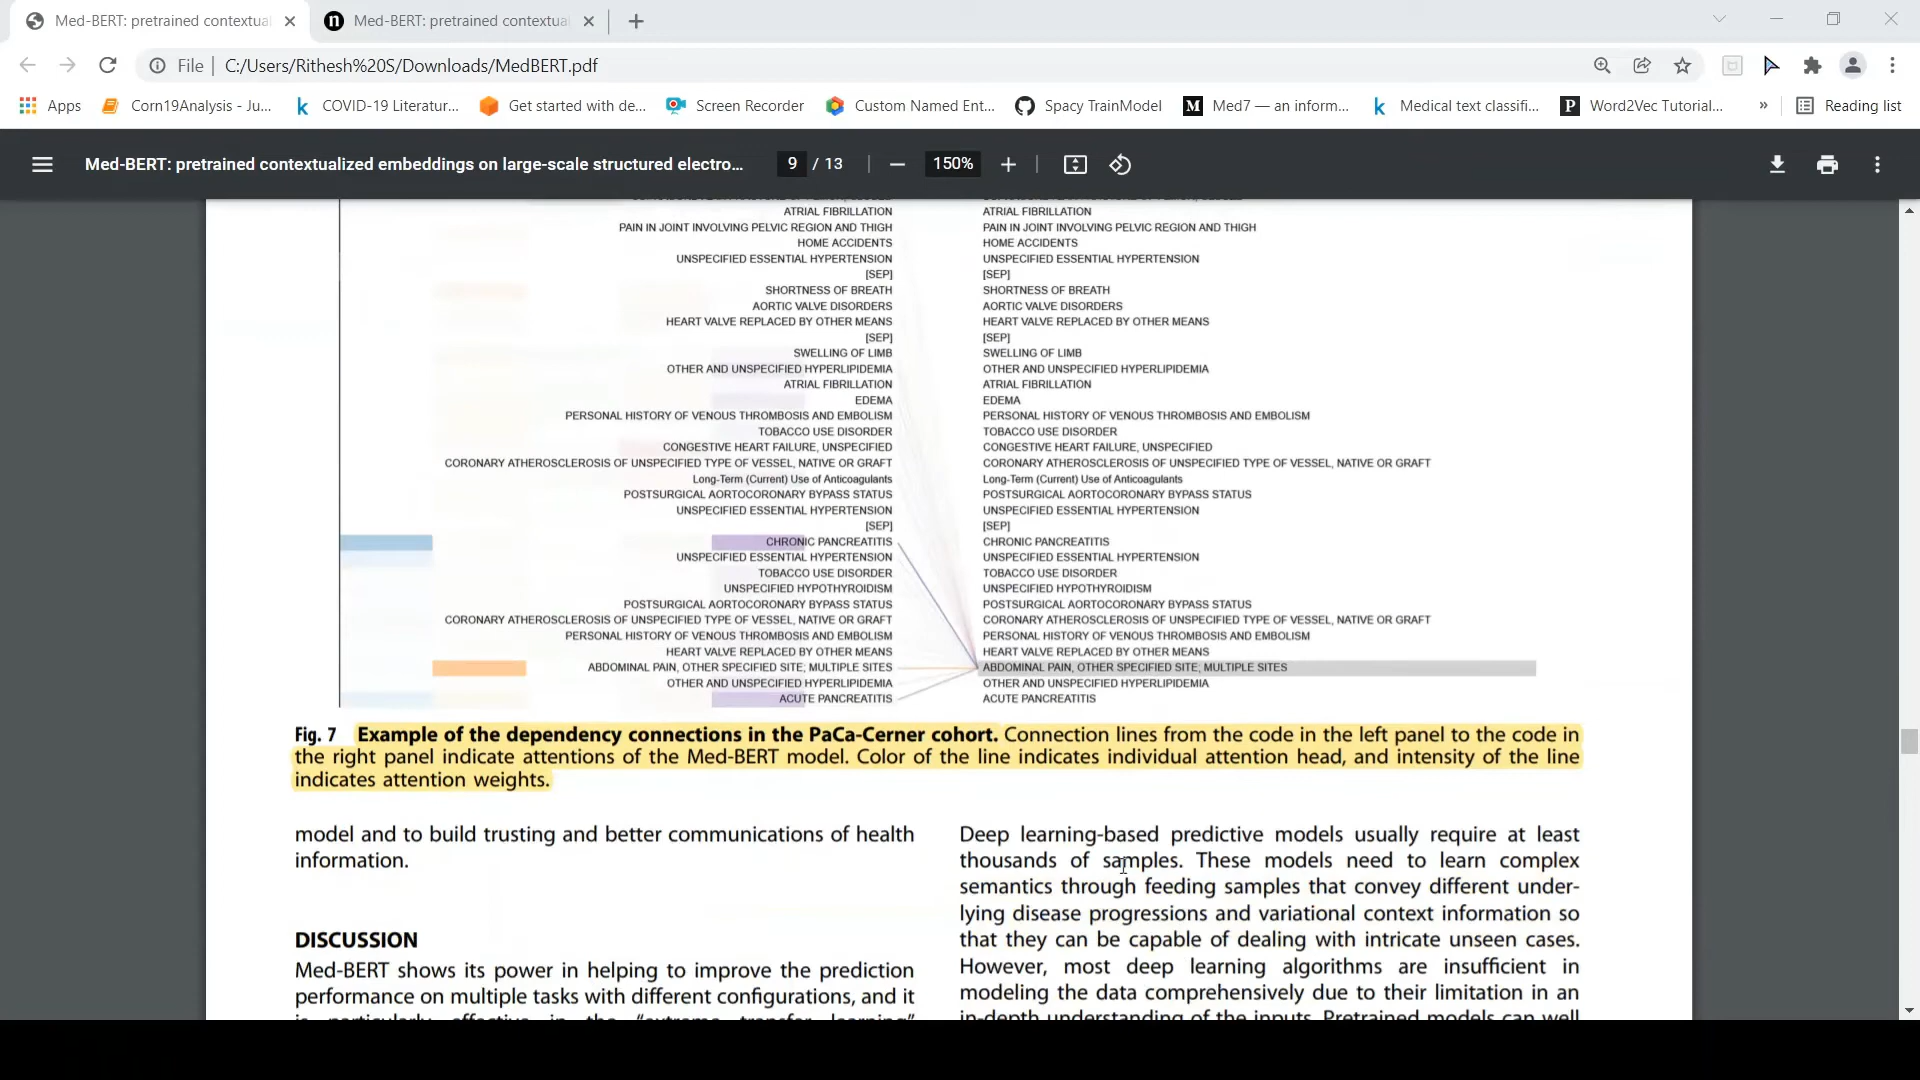 Med-BERT: pretrained contextual
Med-BERT: pretrained contextual
File
C:/Users/Rithesh%20S/Downloads/MedBERT.pdf
Apps
Corn19Analysis - Ju...
COVID-19 Literatur...
Get started with de...
Screen Recorder
Custom Named Ent...
Spacy TrainModel
Med7 — an inform...
Medical text classifi...
Word2Vec Tutorial...
»
Reading list
Med-BERT: pretrained contextualized embeddings on large-scale structured electro...
9 / 13
150%
ATRIAL FIBRILLATION ATRIAL FIBRILLATION
PAIN IN JOINT INVOLVING PELVIC REGION AND THIGH PAIN IN JOINT INVOLVING PELVIC REGION AND THIGH
HOME ACCIDENTS HOME ACCIDENTS
UNSPECIFIED ESSENTIAL HYPERTENSION UNSPECIFIED ESSENTIAL HYPERTENSION
[SEP] [SEP]
SHORTNESS OF BREATH SHORTNESS OF BREATH
AORTIC VALVE DISORDERS AORTIC VALVE DISORDERS
HEART VALVE REPLACED BY OTHER MEANS HEART VALVE REPLACED BY OTHER MEANS
[SEP] [SEP]
SWELLING OF LIMB SWELLING OF LIMB
OTHER AND UNSPECIFIED HYPERLIPIDEMIA OTHER AND UNSPECIFIED HYPERLIPIDEMIA
ATRIAL FIBRILLATION ATRIAL FIBRILLATION
EDEMA EDEMA
PERSONAL HISTORY OF VENOUS THROMBOSIS AND EMBOLISM PERSONAL HISTORY OF VENOUS THROMBOSIS AND EMBOLISM
TOBACCO USE DISORDER TOBACCO USE DISORDER
CONGESTIVE HEART FAILURE, UNSPECIFIED CONGESTIVE HEART FAILURE, UNSPECIFIED
CORONARY ATHEROSCLEROSIS OF UNSPECIFIED TYPE OF VESSEL, NATIVE OR GRAFT CORONARY ATHEROSCLEROSIS OF UNSPECIFIED TYPE OF VESSEL, NATIVE OR GRAFT
Long-Term (Current) Use of Anticoagulants Long-Term (Current) Use of Anticoagulants
POSTSURGICAL AORTOCORONARY BYPASS STATUS POSTSURGICAL AORTOCORONARY BYPASS STATUS
UNSPECIFIED ESSENTIAL HYPERTENSION UNSPECIFIED ESSENTIAL HYPERTENSION
[SEP] [SEP]
CHRONIC PANCREATITIS CHRONIC PANCREATITIS
UNSPECIFIED ESSENTIAL HYPERTENSION UNSPECIFIED ESSENTIAL HYPERTENSION
TOBACCO USE DISORDER TOBACCO USE DISORDER
UNSPECIFIED HYPOTHYROIDISM UNSPECIFIED HYPOTHYROIDISM
POSTSURGICAL AORTOCORONARY BYPASS STATUS POSTSURGICAL AORTOCORONARY BYPASS STATUS
CORONARY ATHEROSCLEROSIS OF UNSPECIFIED TYPE OF VESSEL, NATIVE OR GRAFT CORONARY ATHEROSCLEROSIS OF UNSPECIFIED TYPE OF VESSEL, NATIVE OR GRAFT
PERSONAL HISTORY OF VENOUS THROMBOSIS AND EMBOLISM PERSONAL HISTORY OF VENOUS THROMBOSIS AND EMBOLISM
HEART VALVE REPLACED BY OTHER MEANS HEART VALVE REPLACED BY OTHER MEANS
ABDOMINAL PAIN, OTHER SPECIFIED SITE; MULTIPLE SITES ABDOMINAL PAIN, OTHER SPECIFIED SITE; MULTIPLE SITES
OTHER AND UNSPECIFIED HYPERLIPIDEMIA OTHER AND UNSPECIFIED HYPERLIPIDEMIA
ACUTE PANCREATITIS ACUTE PANCREATITIS
Fig. 7 Example of the dependency connections in the PaCa-Cerner cohort. Connection lines from the code in the left panel to the code in
the right panel indicate attentions of the Med-BERT model. Color of the line indicates individual attention head, and intensity of the line
indicates attention weights.
model and to build trusting and better communications of health
information.
DISCUSSION
Med-BERT shows its power in helping to improve the prediction
performance on multiple tasks with different configurations, and it
is particularly effective in the "extreme transfer learning"
Deep learning-based predictive models usually require at least
thousands of samples. These models need to learn complex
semantics through feeding samples that convey different under-
lying disease progressions and variational context information so
that they can be capable of dealing with intricate unseen cases.
However, most deep learning algorithms are insufficient in
modeling the data comprehensively due to their limitation in an
in-depth understanding of the inputs. Pretrained models can well